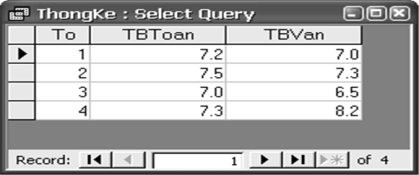 ThongKe : Select Query
To TBToan TBVan
1 7.2 7.0
2 7.5 7.3
3 7.0 6.5
4 7.3 8.2
Record: 1 of 4